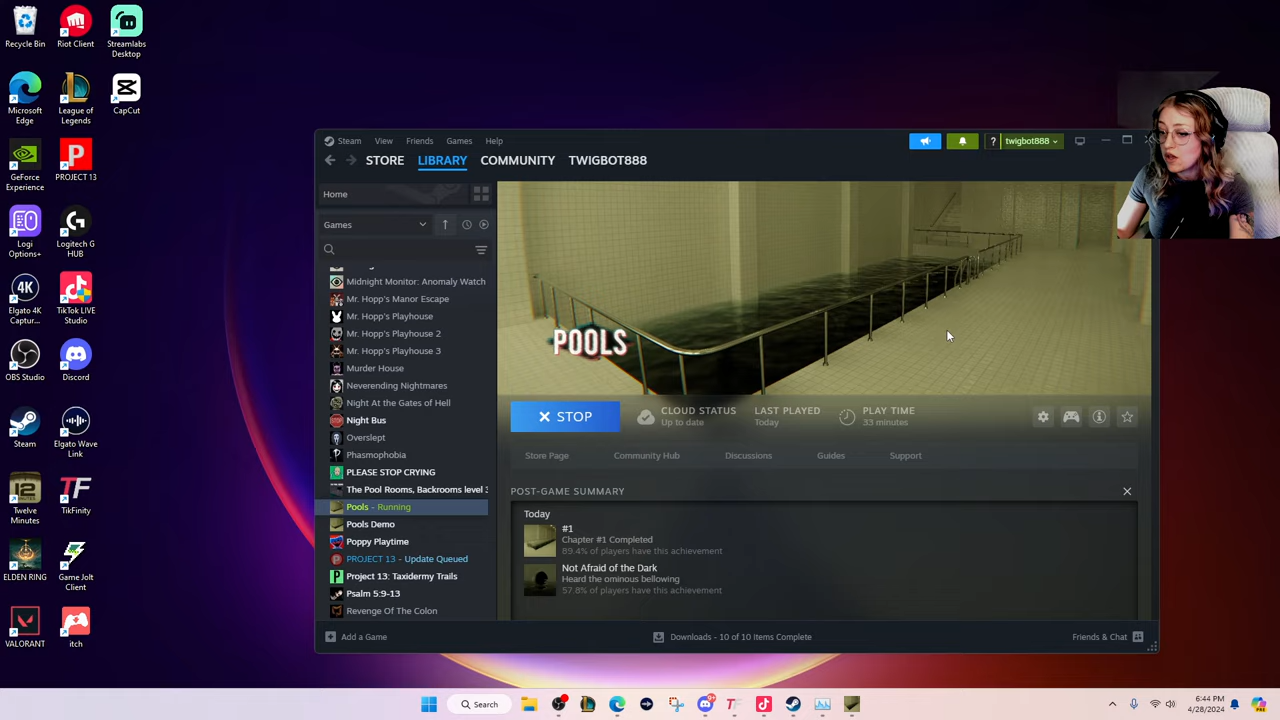 Recycle Bin
Riot Client
Streamlabs
Desktop
Microsoft
Edge
League of
Legends
CapCut
GeForce
Experience
PROJECT 13
Logi
Options+
Logitech G
HUB
4K
Elgato 4K
Captur...
TikTok LIVE
Studio
OBS Studio
Discord
Steam
Elgato Wave
Link
12
MINUTES
Twelve
Minutes
TikFinity
ELDEN RING
Game Jolt
Client
VALORANT
itch
Steam View Friends Games Help
? twigbot888
STORE LIBRARY COMMUNITY TWIGBOT888
Home
Games
Midnight Monitor: Anomaly Watch
Mr. Hopp's Manor Escape
Mr. Hopp's Playhouse
Mr. Hopp's Playhouse 2
Mr. Hopp's Playhouse 3
Murder House
Neverending Nightmares
Night At the Gates of Hell
Night Bus
Overslept
Phasmophobia
PLEASE STOP CRYING
The Pool Rooms, Backrooms level 3
Pools - Running
Pools Demo
Poppy Playtime
PROJECT 13 - Update Queued
Project 13: Taxidermy Trails
Psalm 5:9-13
Revenge Of The Colon
POOLS
STOP
CLOUD STATUS
Up to date
LAST PLAYED
Today
PLAY TIME
33 minutes
Store Page Community Hub Discussions Guides Support
POST-GAME SUMMARY
Today
#1
Chapter #1 Completed
89.4% of players have this achievement
Not Afraid of the Dark
Heard the ominous bellowing
57.8% of players have this achievement
Add a Game
Downloads - 10 of 10 Items Complete
Friends & Chat
Search
9+
6:44 PM
4/28/2024